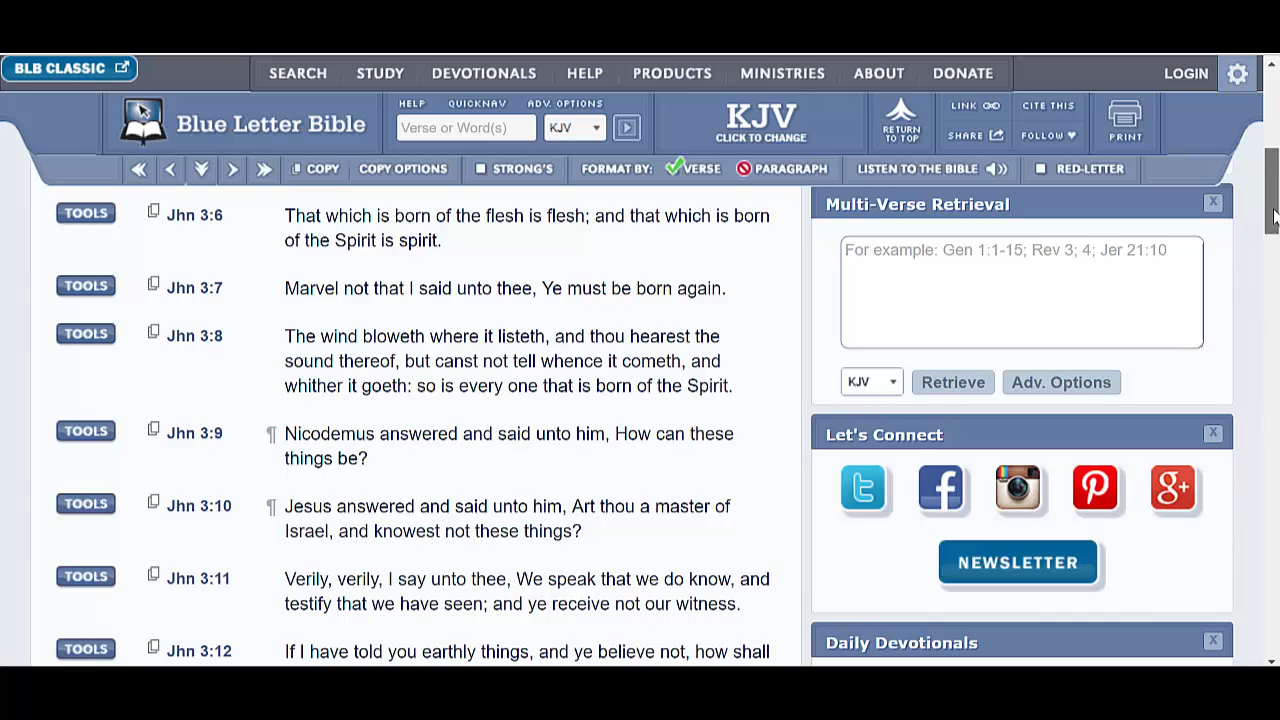 BLB CLASSIC
SEARCH STUDY DEVOTIONALS HELP PRODUCTS MINISTRIES ABOUT DONATE LOGIN
Blue Letter Bible
HELP QUICKNAV ADV. OPTIONS
Verse or Word(s) KJV
KJV
CLICK TO CHANGE
RETURN
TO TOP
LINK CITE THIS
SHARE FOLLOW
PRINT
COPY COPY OPTIONS STRONG'S FORMAT BY: VERSE PARAGRAPH LISTEN TO THE BIBLE RED-LETTER
TOOLS Jhn 3:6 That which is born of the flesh is flesh; and that which is born
of the Spirit is spirit.
TOOLS Jhn 3:7 Marvel not that I said unto thee, Ye must be born again.
TOOLS Jhn 3:8 The wind bloweth where it listeth, and thou hearest the
sound thereof, but canst not tell whence it cometh, and
whither it goeth: so is every one that is born of the Spirit.
TOOLS Jhn 3:9 ¶ Nicodemus answered and said unto him, How can these
things be?
TOOLS Jhn 3:10 ¶ Jesus answered and said unto him, Art thou a master of
Israel, and knowest not these things?
TOOLS Jhn 3:11 Verily, verily, I say unto thee, We speak that we do know, and
testify that we have seen; and ye receive not our witness.
TOOLS Jhn 3:12 If I have told you earthly things, and ye believe not, how shall
Multi-Verse Retrieval X
For example: Gen 1:1-15; Rev 3; 4; Jer 21:10
KJV Retrieve Adv. Options
Let's Connect X
NEWSLETTER
Daily Devotionals X